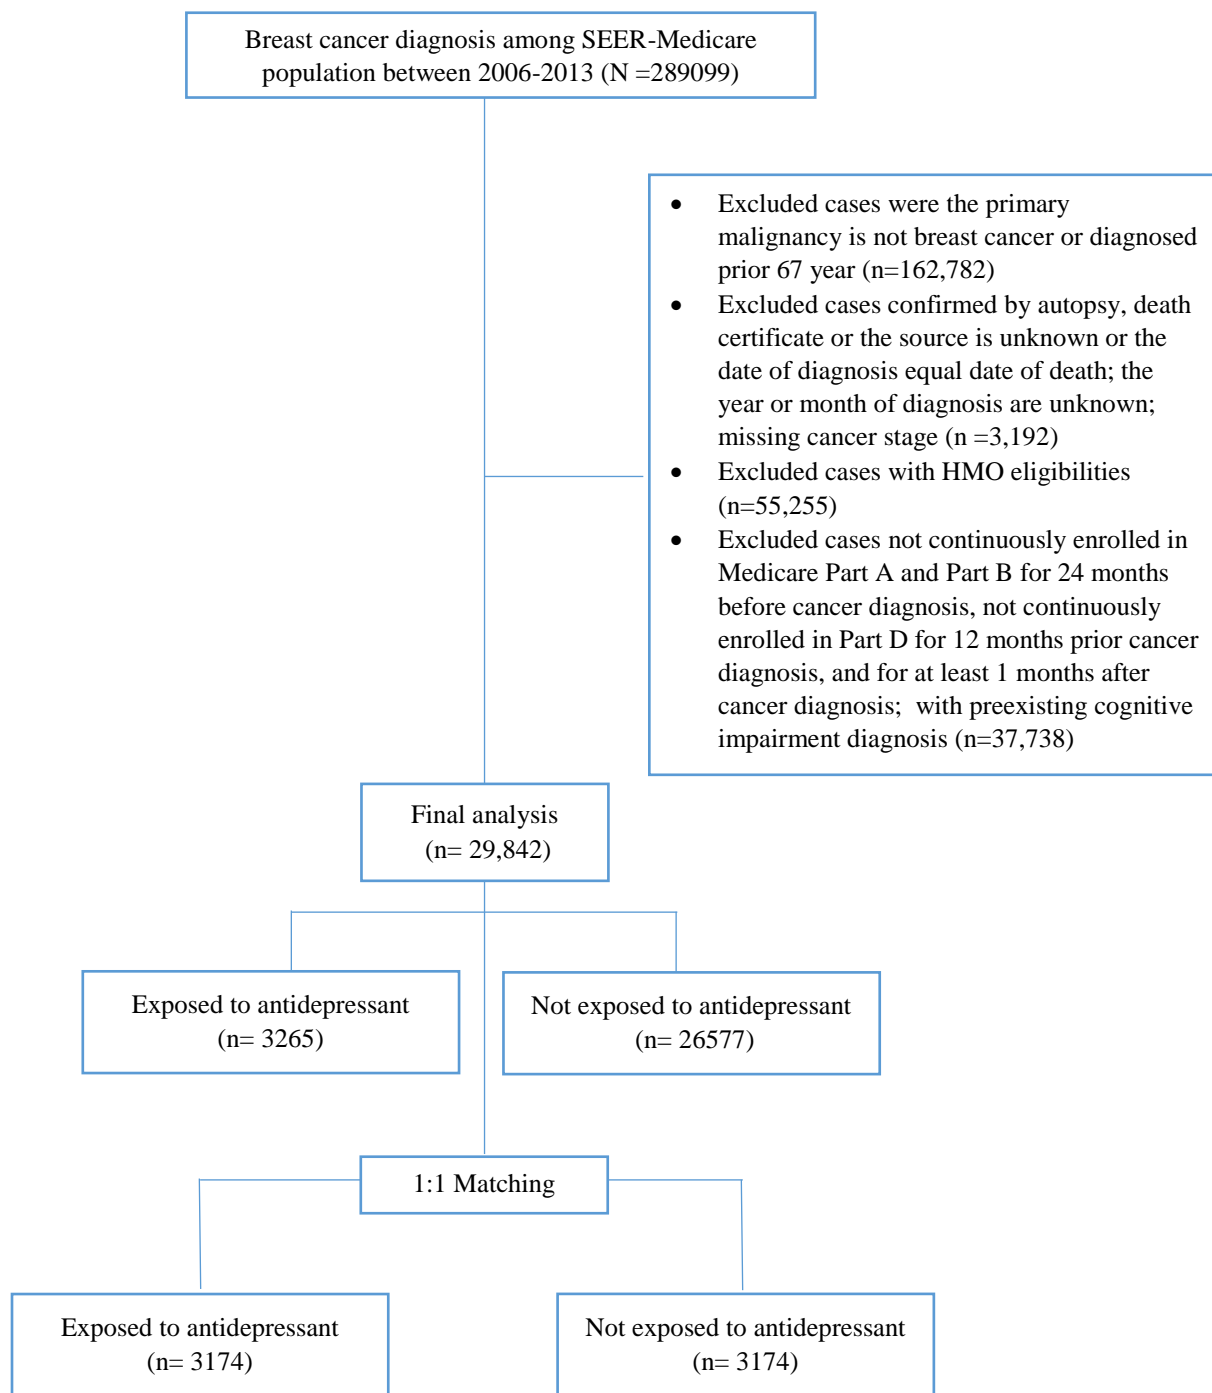 Breast cancer diagnosis among SEER-Medicare
population between 2006-2013 (N =289099)
• Excluded cases were the primary
malignancy is not breast cancer or diagnosed
prior 67 year (n=162,782)
• Excluded cases confirmed by autopsy, death
certificate or the source is unknown or the
date of diagnosis equal date of death; the
year or month of diagnosis are unknown;
missing cancer stage (n =3,192)
• Excluded cases with HMO eligibilities
(n=55,255)
• Excluded cases not continuously enrolled in
Medicare Part A and Part B for 24 months
before cancer diagnosis, not continuously
enrolled in Part D for 12 months prior cancer
diagnosis, and for at least 1 months after
cancer diagnosis;  with preexisting cognitive
impairment diagnosis (n=37,738)
Final analysis
(n= 29,842)
Exposed to antidepressant
(n= 3265)
Not exposed to antidepressant
(n= 26577)
1:1 Matching
Exposed to antidepressant
(n= 3174)
Not exposed to antidepressant
(n= 3174)